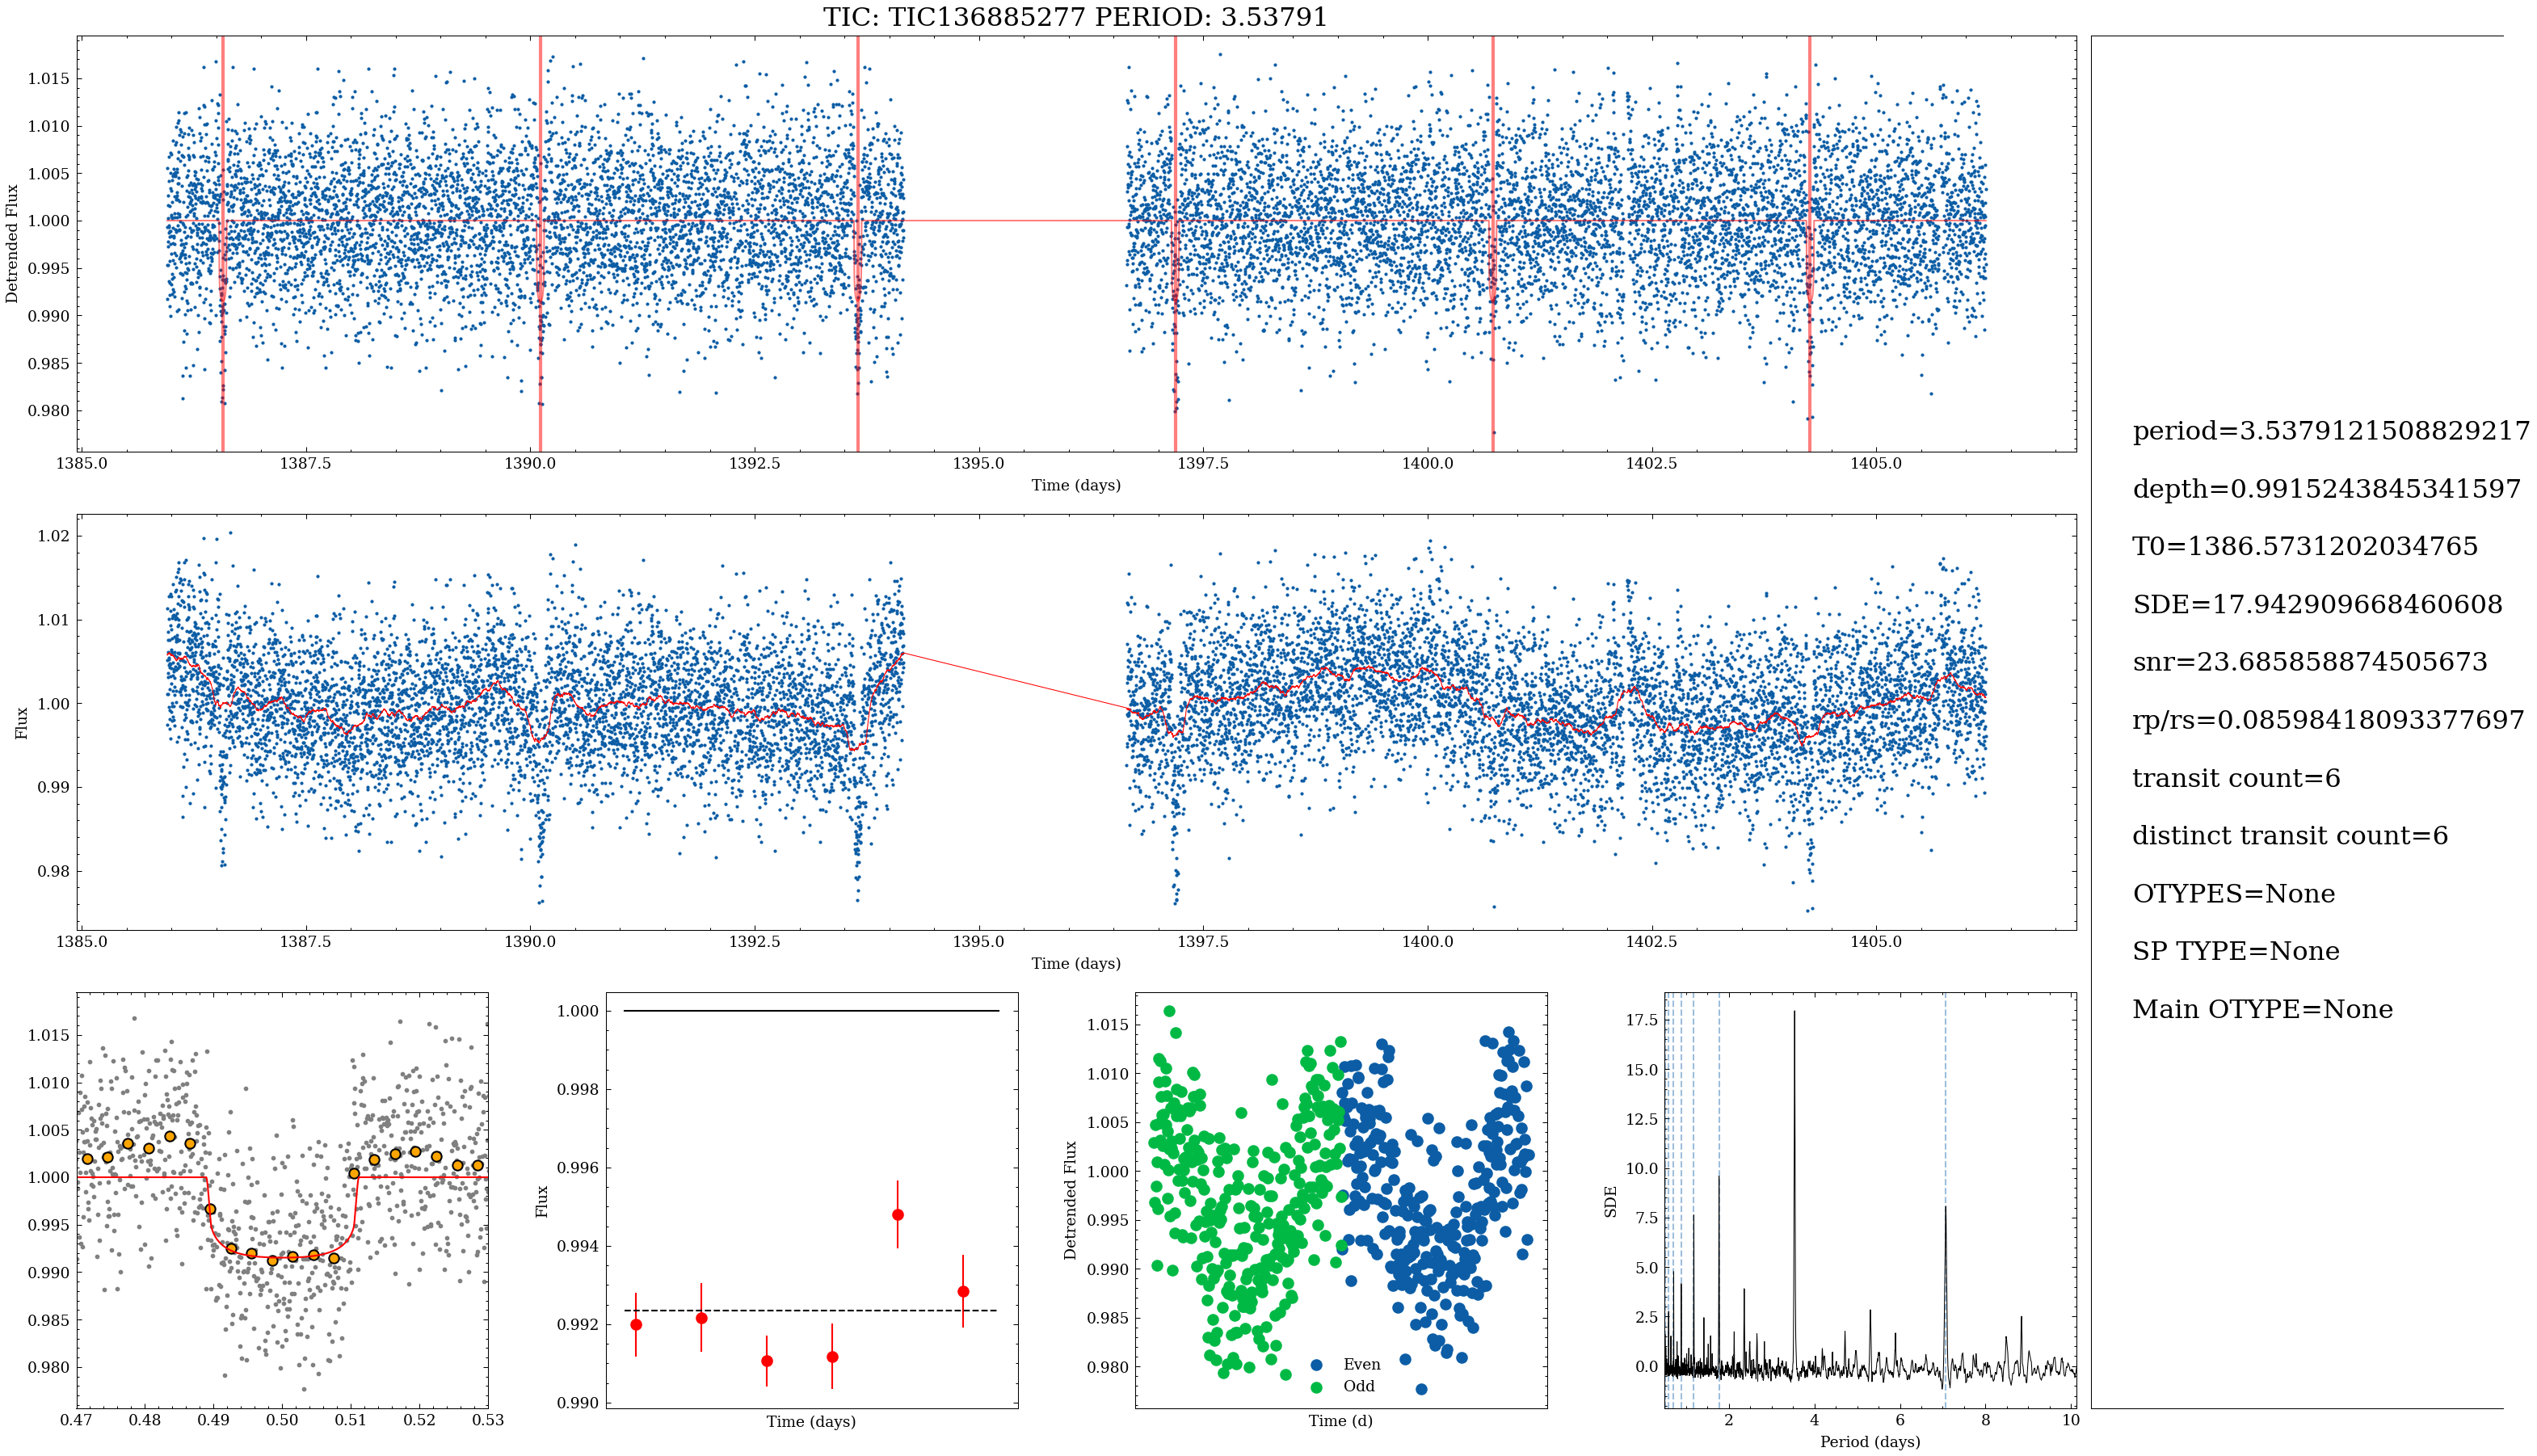 TIC: TIC136885277 PERIOD: 3.53791
1.015
1.010
1.005
1.000
0.995
0.990
0.985
0.980
Detrended Flux
1385.0 1387.5 1390.0 1392.5 1395.0 1397.5 1400.0 1402.5 1405.0
Time (days)
1.02
1.01
1.00
0.99
0.98
Flux
1385.0 1387.5 1390.0 1392.5 1395.0 1397.5 1400.0 1402.5 1405.0
Time (days)
1.015
1.010
1.005
1.000
0.995
0.990
0.985
0.980
0.47 0.48 0.49 0.50 0.51 0.52 0.53
1.000
0.998
0.996
0.994
0.992
0.990
Flux
Time (days)
1.015
1.010
1.005
1.000
0.995
0.990
0.985
0.980
Detrended Flux
Even
Odd
Time (d)
17.5
15.0
12.5
10.0
7.5
5.0
2.5
0.0
SDE
2 4 6 8 10
Period (days)
period=3.5379121508829217
depth=0.9915243845341597
T0=1386.5731202034765
SDE=17.942909668460608
snr=23.685858874505673
rp/rs=0.08598418093377697
transit count=6
distinct transit count=6
OTYPES=None
SP TYPE=None
Main OTYPE=None